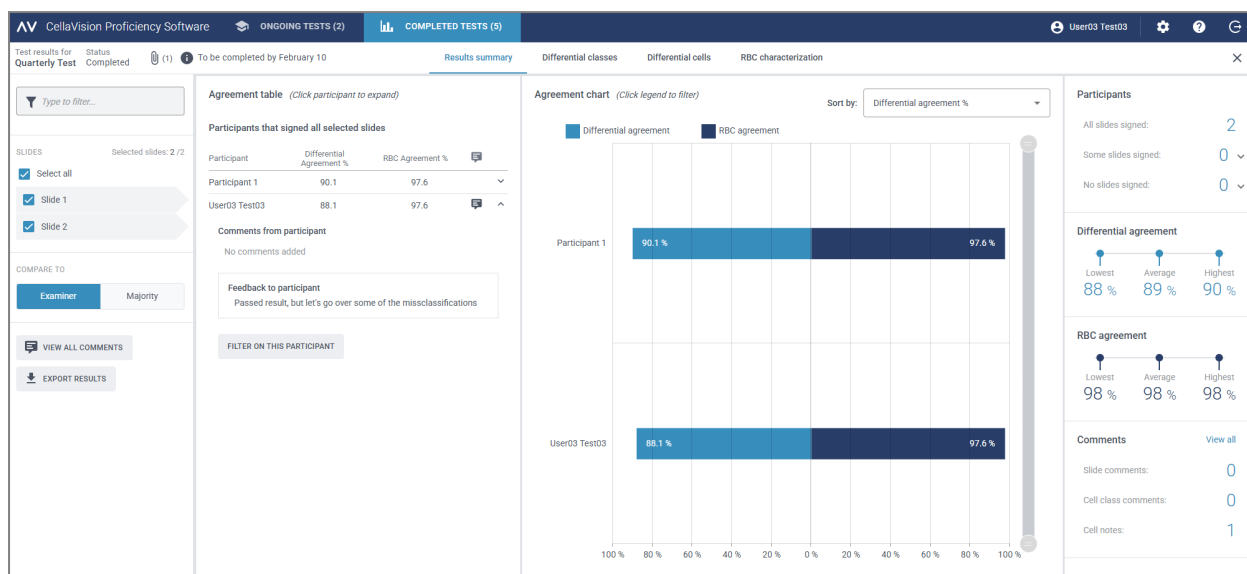 CellaVision Proficiency Software
ONGOING TESTS (2)
COMPLETED TESTS (5)
User03 Test03
Test results for
Quarterly Test
Status
Completed
(1)
To be completed by February 10
Results summary
Differential classes
Differential cells
RBC characterization
Type to filter...
SLIDES
Selected slides: 2 /2
Select all
Slide 1
Slide 2
COMPARE TO
Examiner
Majority
VIEW ALL COMMENTS
EXPORT RESULTS
Agreement table (Click participant to expand)
Participants that signed all selected slides
Participant
Differential
Agreement %
RBC Agreement %
Participant 1 90.1 97.6
User03 Test03 88.1 97.6
Comments from participant
No comments added
Feedback to participant
Passed result, but let's go over some of the missclassifications
FILTER ON THIS PARTICIPANT
Agreement chart (Click legend to filter)
Sort by:
Differential agreement %
Differential agreement
RBC agreement
Participant 1
90.1 %
97.6 %
User03 Test03
88.1 %
97.6 %
100 % 80 % 60 % 40 % 20 % 0 % 20 % 40 % 60 % 80 % 100 %
Participants
All slides signed: 2
Some slides signed: 0
No slides signed: 0
Differential agreement
Lowest Average Highest
88 % 89 % 90 %
RBC agreement
Lowest Average Highest
98 % 98 % 98 %
Comments
View all
Slide comments: 0
Cell class comments: 0
Cell notes: 1